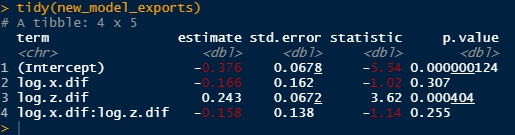 > tidy(new_model_exports)
# A tibble: 4 x 5
term estimate std.error statistic p.value
<chr> <dbl> <dbl> <dbl> <dbl>
1 (Intercept) -0.376 0.0678 -5.54 0.000000124
2 log.x.dif -0.166 0.162 -1.02 0.307
3 log.z.dif 0.243 0.0672 3.62 0.000404
4 log.x.dif:log.z.dif -0.158 0.138 -1.14 0.255
>